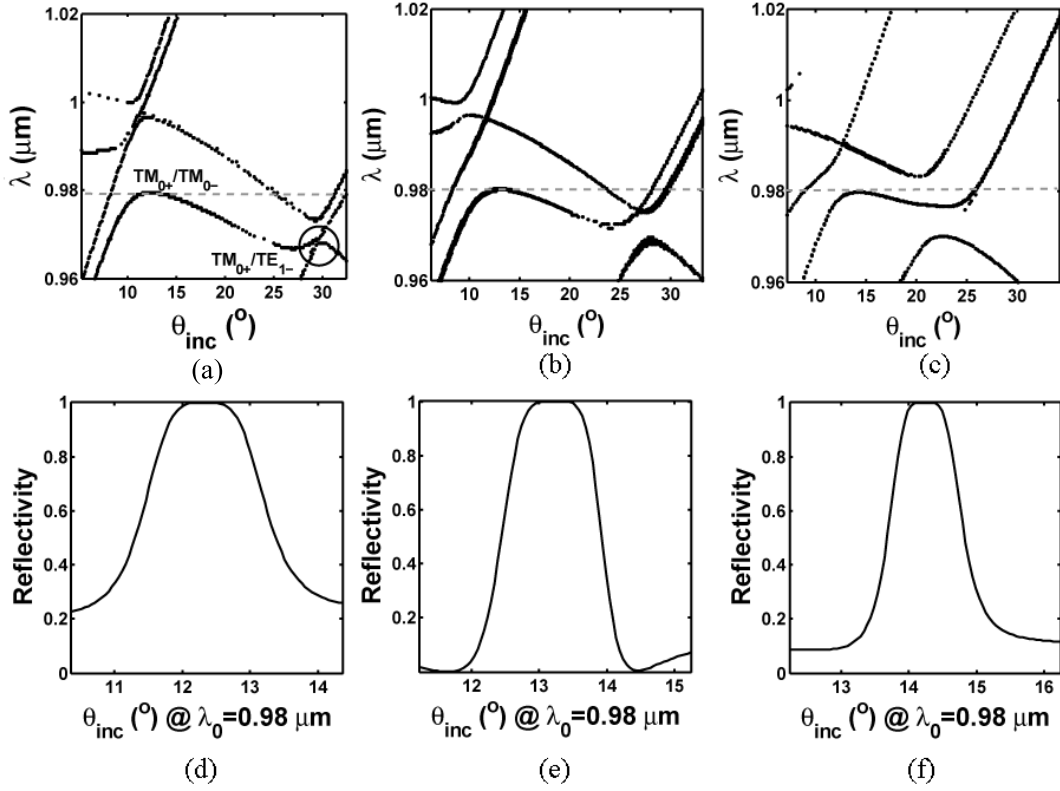 1.02
1
0.98
0.96
λ (μm)
TM0+/TM0−
TM0+/TE1−
10 15 20 25 30
θinc (o)
(a)
1.02
1
0.98
0.96
λ (μm)
10 15 20 25 30
θinc (o)
(b)
1.02
1
0.98
0.96
λ (μm)
10 15 20 25 30
θinc (o)
(c)
1
0.8
0.6
0.4
0.2
0
Reflectivity
11 12 13 14
θinc (o) @ λ0=0.98 μm
(d)
1
0.8
0.6
0.4
0.2
Reflectivity
12 13 14 15
θinc (o) @ λ0=0.98 μm
(e)
1
0.8
0.6
0.4
0.2
0
Reflectivity
13 14 15 16
θinc (o) @ λ0=0.98 μm
(f)